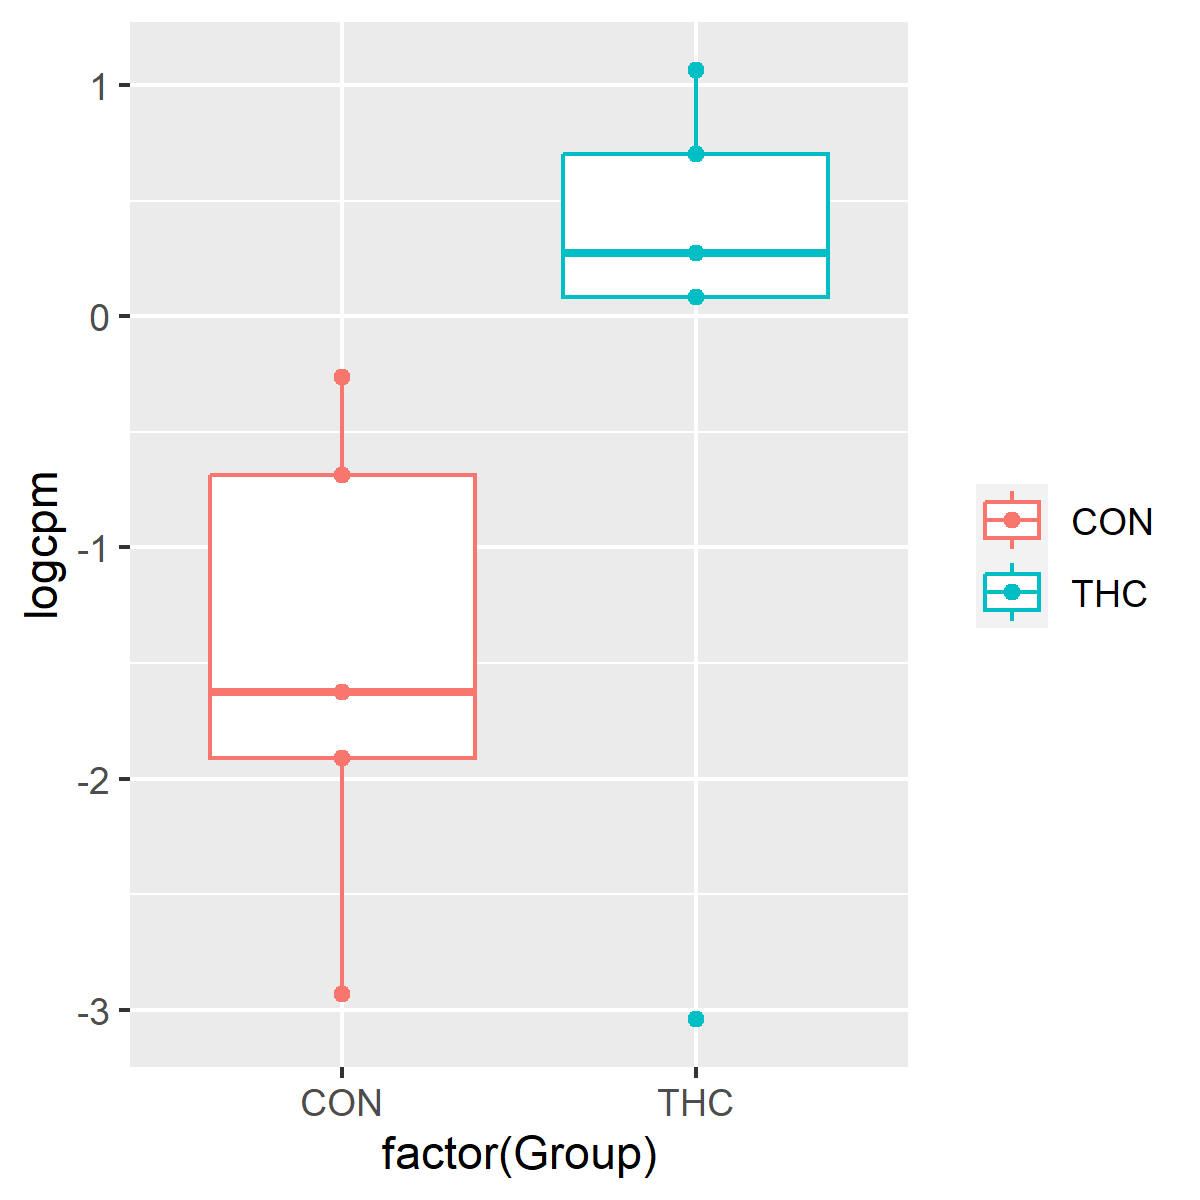 logcpm
1
0
-1
-2
-3
CON
THC
factor(Group)
CON
THC